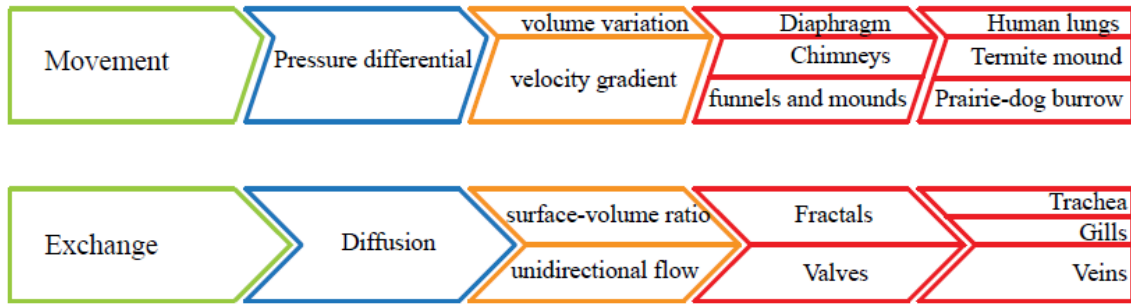 Movement
Pressure differential
volume variation
velocity gradient
Diaphragm
Chimneys
funnels and mounds
Human lungs
Termite mound
Prairie-dog burrow
Exchange
Diffusion
surface-volume ratio
unidirectional flow
Fractals
Valves
Trachea
Gills
Veins